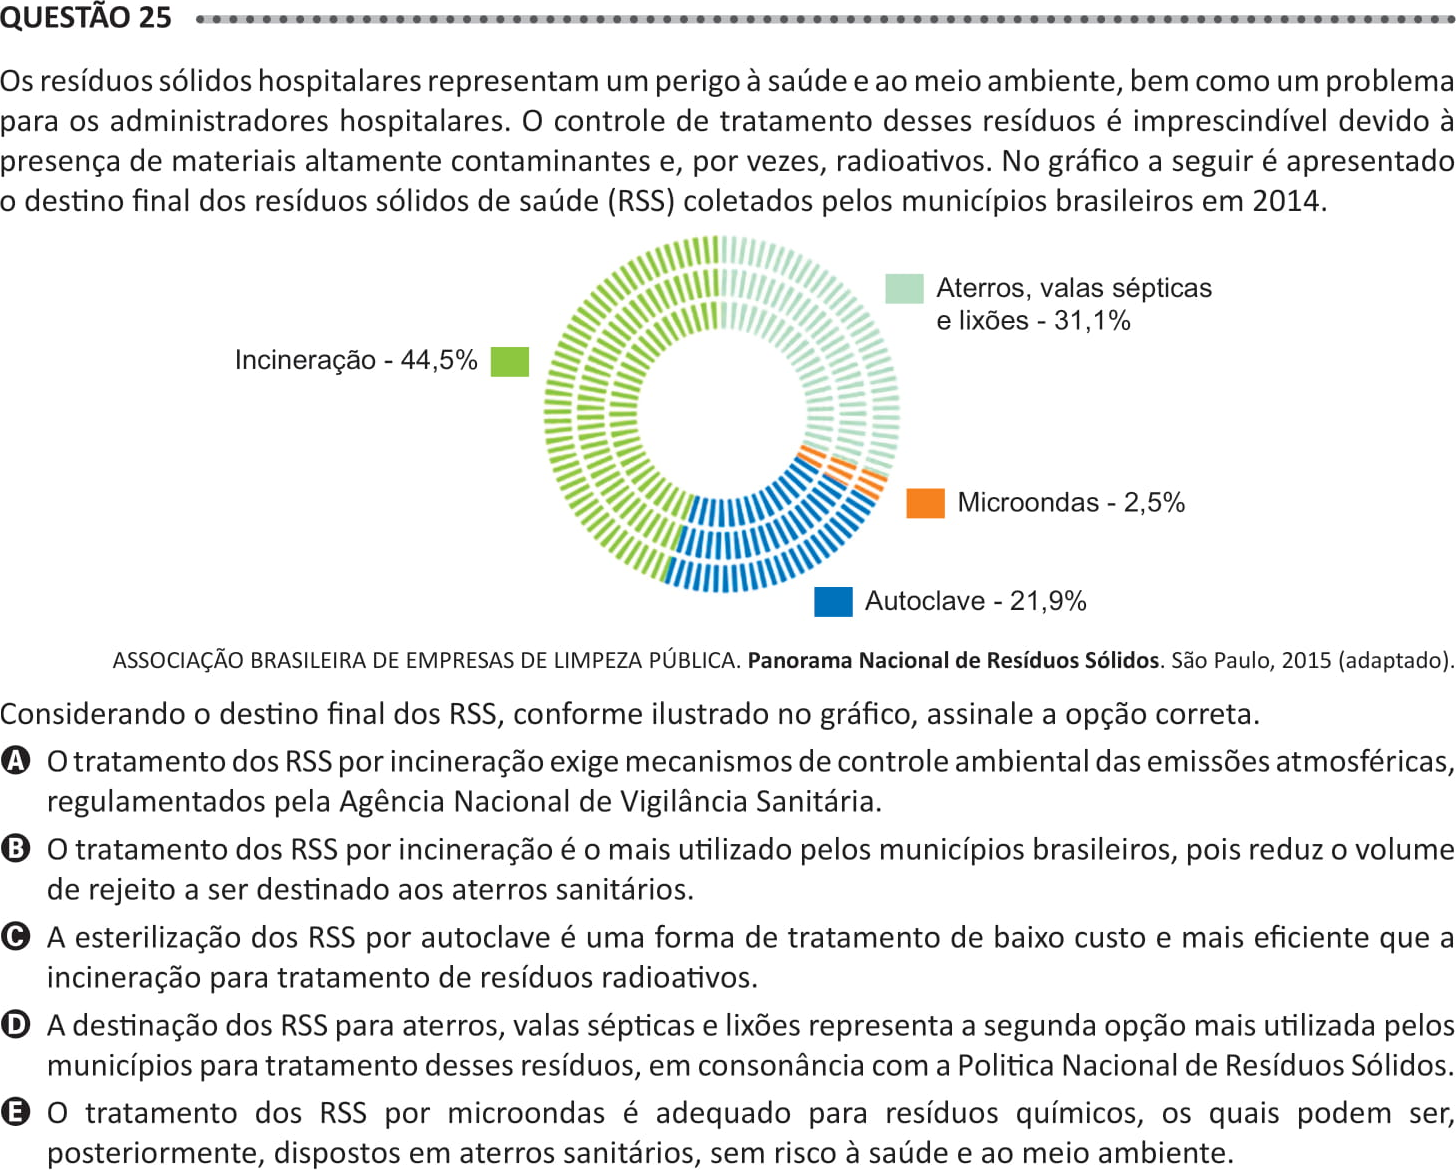 QUESTÃO 25
Os resíduos sólidos hospitalares representam um perigo à saúde e ao meio ambiente, bem como um problema
para os administradores hospitalares. O controle de tratamento desses resíduos é imprescindível devido à
presença de materiais altamente contaminantes e, por vezes, radioativos. No gráfico a seguir é apresentado
o destino final dos resíduos sólidos de saúde (RSS) coletados pelos municípios brasileiros em 2014.
Aterros, valas sépticas
e lixões - 31,1%
Incineração - 44,5%
Microondas - 2,5%
Autoclave - 21,9%
ASSOCIAÇÃO BRASILEIRA DE EMPRESAS DE LIMPEZA PÚBLICA. Panorama Nacional de Resíduos Sólidos. São Paulo, 2015 (adaptado).
Considerando o destino final dos RSS, conforme ilustrado no gráfico, assinale a opção correta.
A O tratamento dos RSS por incineração exige mecanismos de controle ambiental das emissões atmosféricas,
regulamentados pela Agência Nacional de Vigilância Sanitária.
B O tratamento dos RSS por incineração é o mais utilizado pelos municípios brasileiros, pois reduz o volume
de rejeito a ser destinado aos aterros sanitários.
C A esterilização dos RSS por autoclave é uma forma de tratamento de baixo custo e mais eficiente que a
incineração para tratamento de resíduos radioativos.
D A destinação dos RSS para aterros, valas sépticas e lixões representa a segunda opção mais utilizada pelos
municípios para tratamento desses resíduos, em consonância com a Politica Nacional de Resíduos Sólidos.
E O tratamento dos RSS por microondas é adequado para resíduos químicos, os quais podem ser,
posteriormente, dispostos em aterros sanitários, sem risco à saúde e ao meio ambiente.